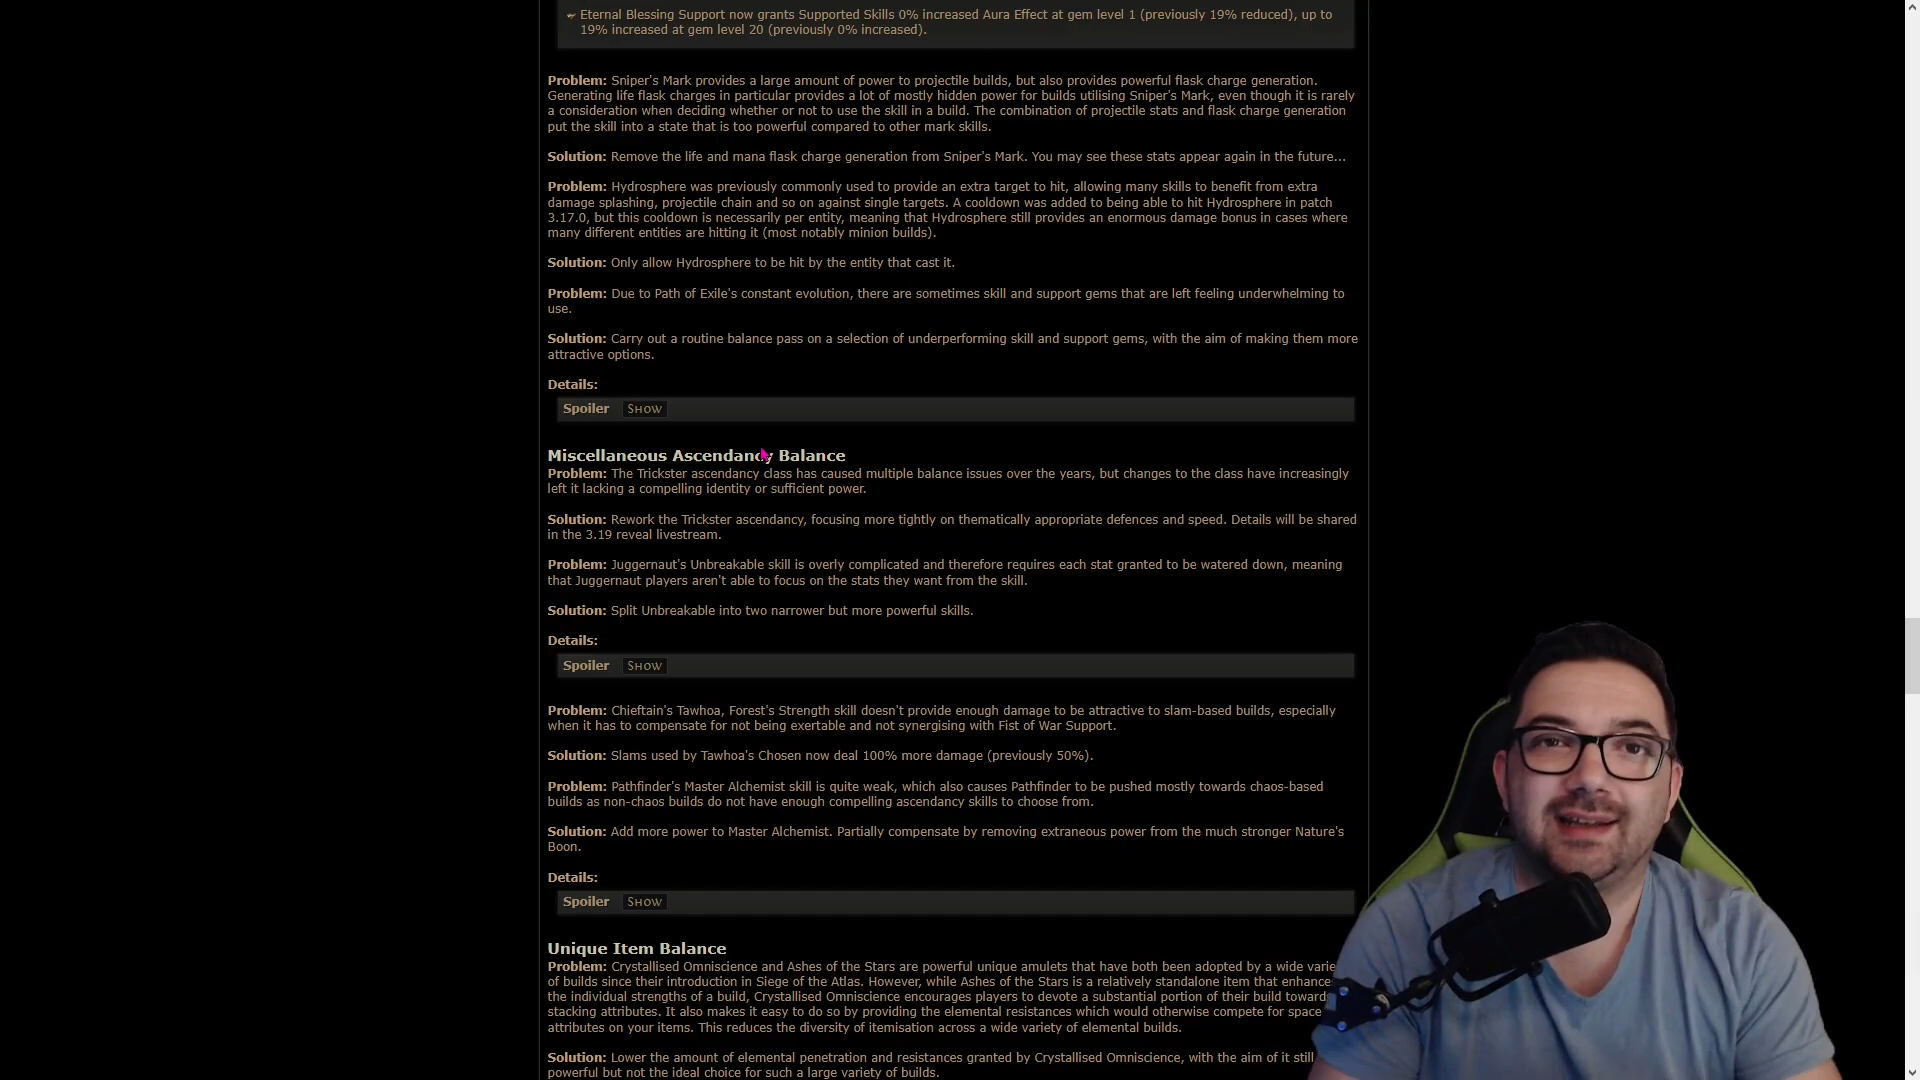 Eternal Blessing Support now grants Supported Skills 0% increased Aura Effect at gem level 1 (previously 19% reduced), up to
19% increased at gem level 20 (previously 0% increased).
Problem: Sniper's Mark provides a large amount of power to projectile builds, but also provides powerful flask charge generation.
Generating life flask charges in particular provides a lot of mostly hidden power for builds utilising Sniper's Mark, even though it is rarely
a consideration when deciding whether or not to use the skill in a build. The combination of projectile stats and flask charge generation
put the skill into a state that is too powerful compared to other mark skills.
Solution: Remove the life and mana flask charge generation from Sniper's Mark. You may see these stats appear again in the future...
Problem: Hydrosphere was previously commonly used to provide an extra target to hit, allowing many skills to benefit from extra
damage splashing, projectile chain and so on against single targets. A cooldown was added to being able to hit Hydrosphere in patch
3.17.0, but this cooldown is necessarily per entity, meaning that Hydrosphere still provides an enormous damage bonus in cases where
many different entities are hitting it (most notably minion builds).
Solution: Only allow Hydrosphere to be hit by the entity that cast it.
Problem: Due to Path of Exile's constant evolution, there are sometimes skill and support gems that are left feeling underwhelming to
use.
Solution: Carry out a routine balance pass on a selection of underperforming skill and support gems, with the aim of making them more
attractive options.
Details:
Spoiler Show
Miscellaneous Ascendancy Balance
Problem: The Trickster ascendancy class has caused multiple balance issues over the years, but changes to the class have increasingly
left it lacking a compelling identity or sufficient power.
Solution: Rework the Trickster ascendancy, focusing more tightly on thematically appropriate defences and speed. Details will be shared
in the 3.19 reveal livestream.
Problem: Juggernaut's Unbreakable skill is overly complicated and therefore requires each stat granted to be watered down, meaning
that Juggernaut players aren't able to focus on the stats they want from the skill.
Solution: Split Unbreakable into two narrower but more powerful skills.
Details:
Spoiler Show
Problem: Chieftain's Tawhoa, Forest's Strength skill doesn't provide enough damage to be attractive to slam-based builds, especially
when it has to compensate for not being exertable and not synergising with Fist of War Support.
Solution: Slams used by Tawhoa's Chosen now deal 100% more damage (previously 50%).
Problem: Pathfinder's Master Alchemist skill is quite weak, which also causes Pathfinder to be pushed mostly towards chaos-based
builds as non-chaos builds do not have enough compelling ascendancy skills to choose from.
Solution: Add more power to Master Alchemist. Partially compensate by removing extraneous power from the much stronger Nature's
Boon.
Details:
Spoiler Show
Unique Item Balance
Problem: Crystallised Omniscience and Ashes of the Stars are powerful unique amulets that have both been adopted by a wide varie
of builds since their introduction in Siege of the Atlas. However, while Ashes of the Stars is a relatively standalone item that enhance
the individual strengths of a build, Crystallised Omniscience encourages players to devote a substantial portion of their build toward
stacking attributes. It also makes it easy to do so by providing the elemental resistances which would otherwise compete for space
attributes on your items. This reduces the diversity of itemisation across a wide variety of elemental builds.
Solution: Lower the amount of elemental penetration and resistances granted by Crystallised Omniscience, with the aim of it still
powerful but not the ideal choice for such a large variety of builds.